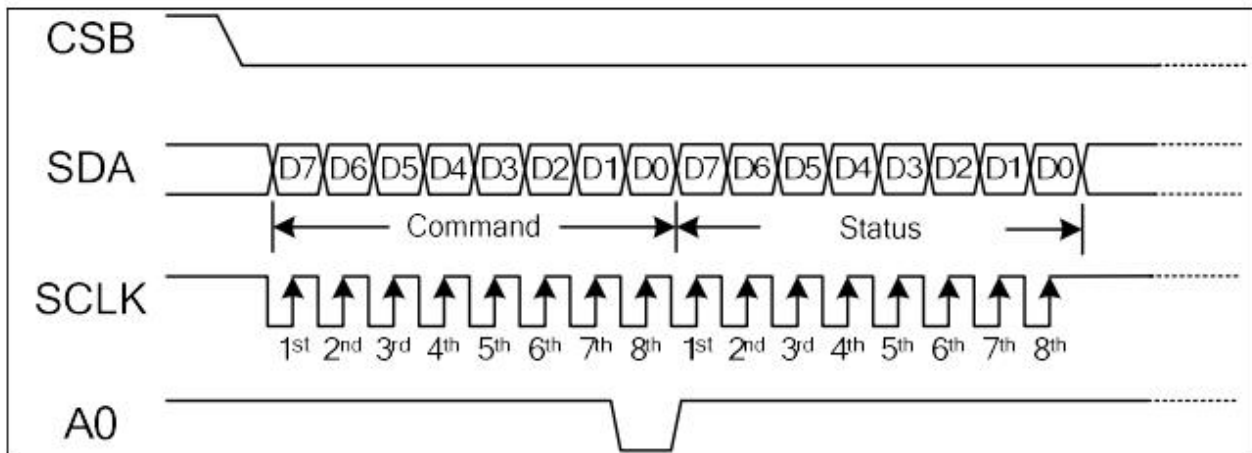 CSB
SDA D7 D6 D5 D4 D3 D2 D1 D0 D7 D6 D5 D4 D3 D2 D1 D0
Command Status
SCLK
1st 2nd 3rd 4th 5th 6th 7th 8th 1st 2nd 3rd 4th 5th 6th 7th 8th
A0